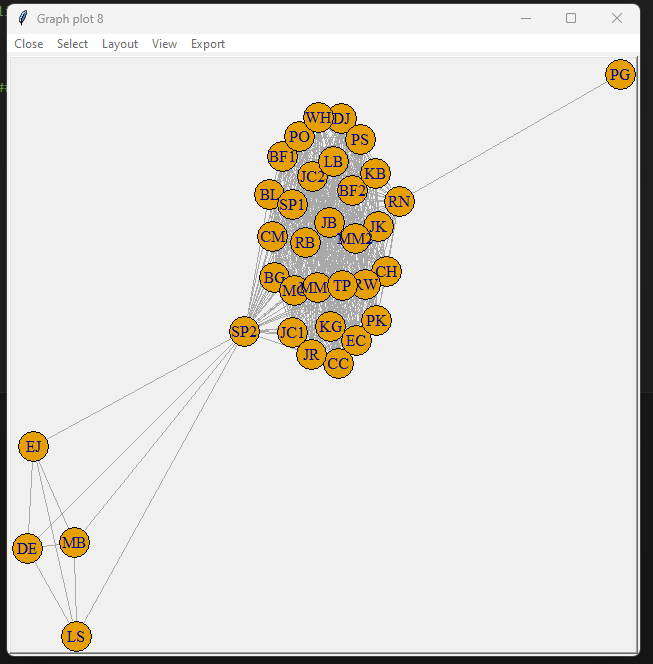 Graph plot 8
Close Select Layout View Export
PG
WH DJ
PO PS
BF1 LB
JC2 KB
BL SP1 BF2 RN
JB JK
CM RB MM2
BG CH
MM TP RW
SP2 JC1 KG PK
EC
JR CC
EJ
DE MB
LS